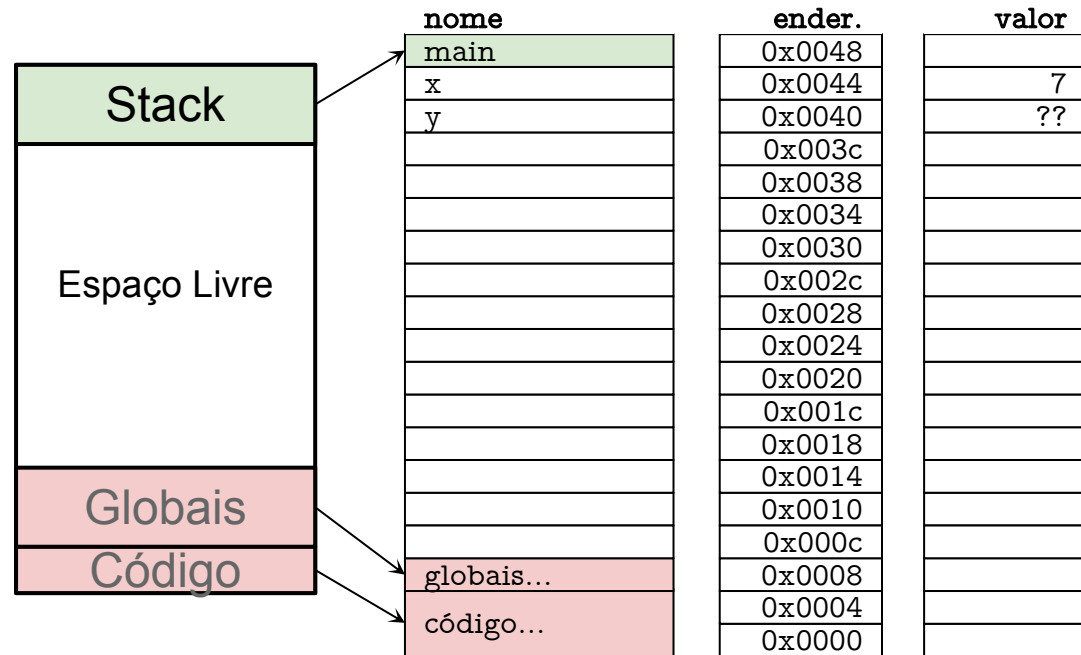 nome ender. valor
main 0x0048
x 0x0044 7
y 0x0040 ??
0x003c
0x0038
0x0034
0x0030
0x002c
0x0028
0x0024
0x0020
0x001c
0x0018
0x0014
0x0010
0x000c
globais... 0x0008
código... 0x0004
0x0000
Stack
Espaço Livre
Globais
Código